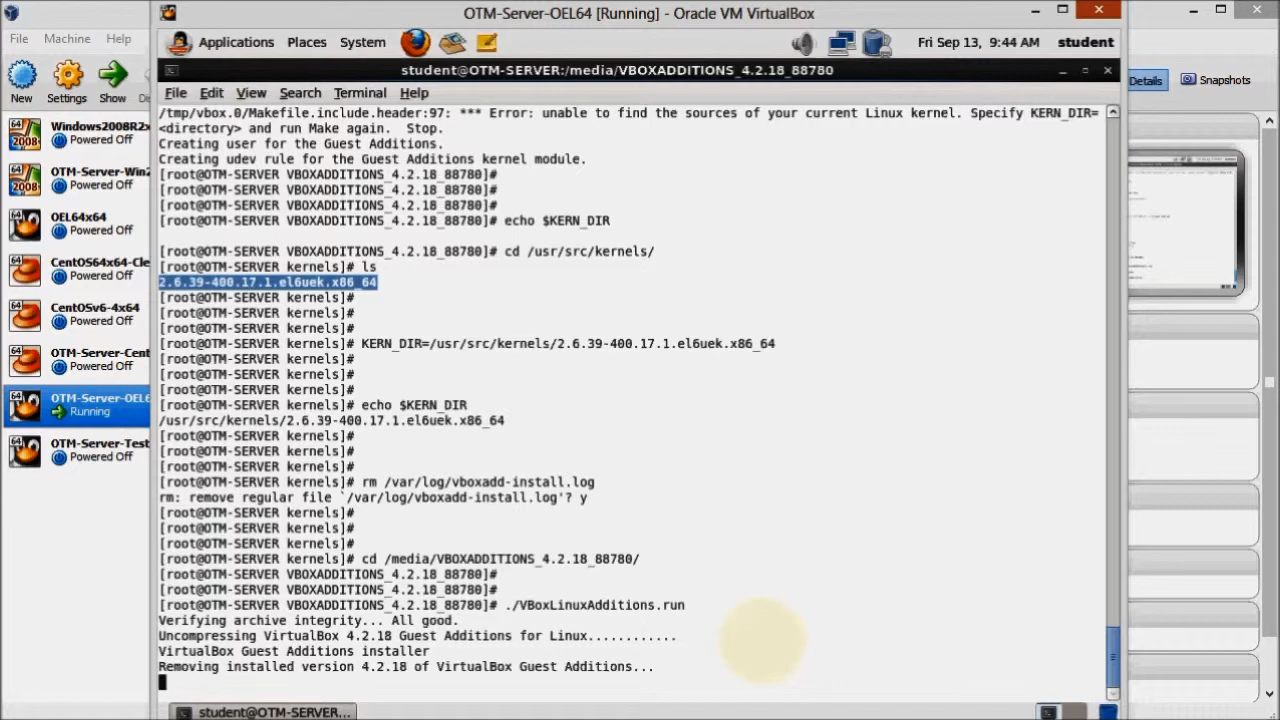 OTM-Server-OEL64 [Running] - Oracle VM VirtualBox
File Machine Help
Applications Places System
Fri Sep 13, 9:44 AM student
student@OTM-SERVER:/media/VBOXADDITIONS_4.2.18_88780
New Settings Show
Details Snapshots
File Edit View Search Terminal Help
Windows2008R2x
Powered Off
OTM-Server-Win2
Powered Off
OEL64x64
Powered Off
CentOS64x64-Cle
Powered Off
CentOSv6-4x64
Powered Off
OTM-Server-Cent
Powered Off
OTM-Server-OEL6
Running
OTM-Server-Test
Powered Off
/tmp/vbox.0/Makefile.include.header:97: *** Error: unable to find the sources of your current Linux kernel. Specify KERN_DIR=
<directory> and run Make again.  Stop.
Creating user for the Guest Additions.
Creating udev rule for the Guest Additions kernel module.
[root@OTM-SERVER VBOXADDITIONS_4.2.18_88780]#
[root@OTM-SERVER VBOXADDITIONS_4.2.18_88780]#
[root@OTM-SERVER VBOXADDITIONS_4.2.18_88780]#
[root@OTM-SERVER VBOXADDITIONS_4.2.18_88780]# echo $KERN_DIR
[root@OTM-SERVER VBOXADDITIONS_4.2.18_88780]# cd /usr/src/kernels/
[root@OTM-SERVER kernels]# ls
2.6.39-400.17.1.el6uek.x86_64
[root@OTM-SERVER kernels]#
[root@OTM-SERVER kernels]#
[root@OTM-SERVER kernels]#
[root@OTM-SERVER kernels]# KERN_DIR=/usr/src/kernels/2.6.39-400.17.1.el6uek.x86_64
[root@OTM-SERVER kernels]#
[root@OTM-SERVER kernels]#
[root@OTM-SERVER kernels]#
[root@OTM-SERVER kernels]# echo $KERN_DIR
/usr/src/kernels/2.6.39-400.17.1.el6uek.x86_64
[root@OTM-SERVER kernels]#
[root@OTM-SERVER kernels]#
[root@OTM-SERVER kernels]#
[root@OTM-SERVER kernels]# rm /var/log/vboxadd-install.log
rm: remove regular file `/var/log/vboxadd-install.log'? y
[root@OTM-SERVER kernels]#
[root@OTM-SERVER kernels]#
[root@OTM-SERVER kernels]#
[root@OTM-SERVER kernels]# cd /media/VBOXADDITIONS_4.2.18_88780/
[root@OTM-SERVER VBOXADDITIONS_4.2.18_88780]#
[root@OTM-SERVER VBOXADDITIONS_4.2.18_88780]#
[root@OTM-SERVER VBOXADDITIONS_4.2.18_88780]# ./VBoxLinuxAdditions.run
Verifying archive integrity... All good.
Uncompressing VirtualBox 4.2.18 Guest Additions for Linux............
VirtualBox Guest Additions installer
Removing installed version 4.2.18 of VirtualBox Guest Additions...
student@OTM-SERVER...